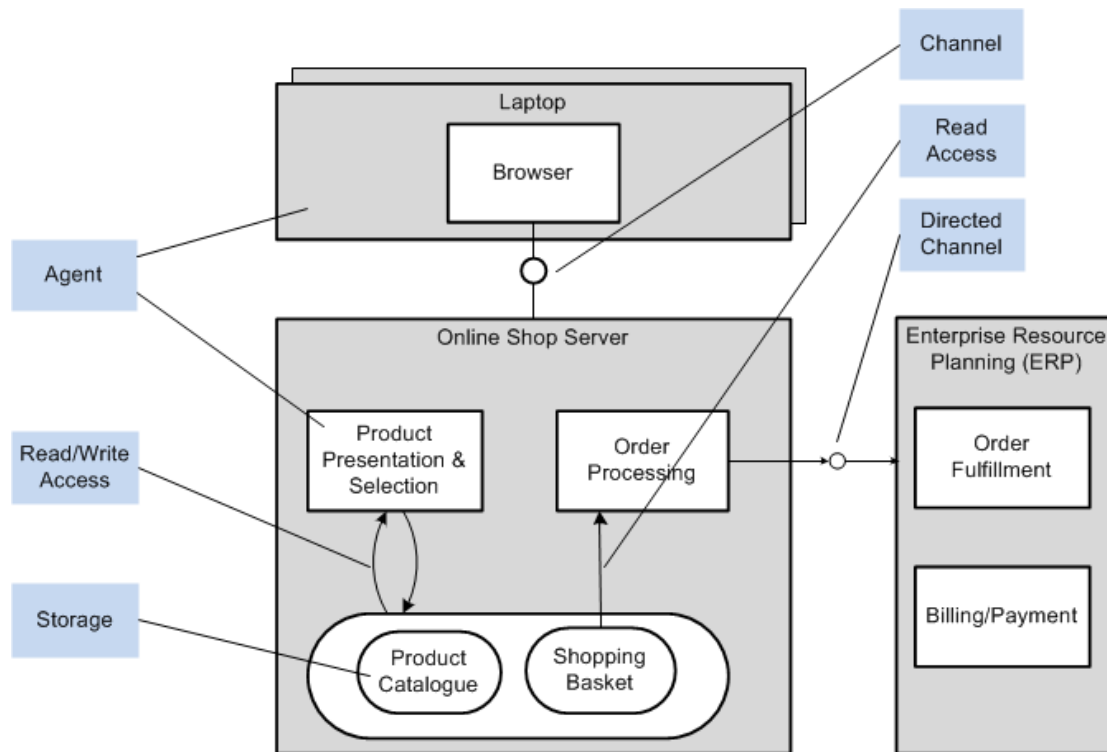 Channel
Laptop
Read
Access
Browser
Directed
Channel
Agent
Online Shop Server
Enterprise Resource
Planning (ERP)
Product
Presentation &
Selection
Order
Processing
Order
Fulfillment
Read/Write
Access
Storage
Billing/Payment
Product
Catalogue
Shopping
Basket